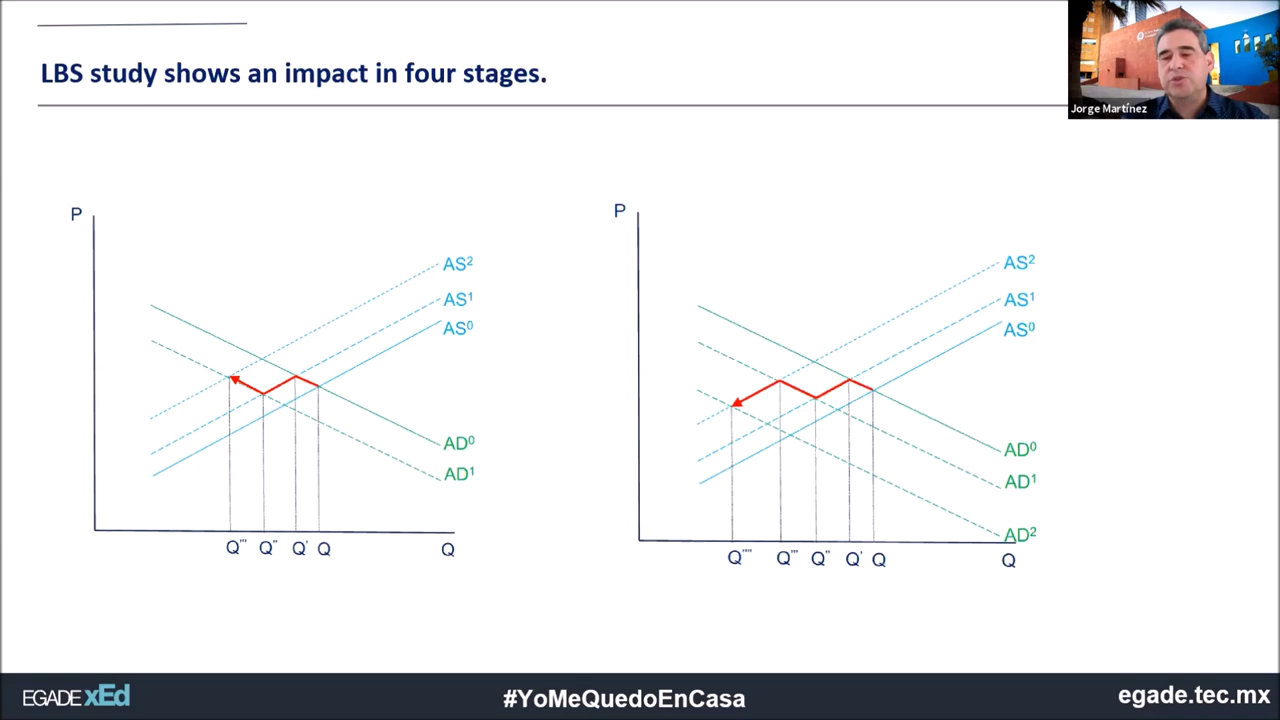 LBS study shows an impact in four stages.
Jorge Martínez
P
AS²
AS¹
AS⁰
AD⁰
AD¹
Q''' Q'' Q' Q Q
P
AS²
AS¹
AS⁰
AD⁰
AD¹
AD²
Q'''' Q''' Q'' Q' Q Q
EGADE xEd
#YoMeQuedoEnCasa
egade.tec.mx